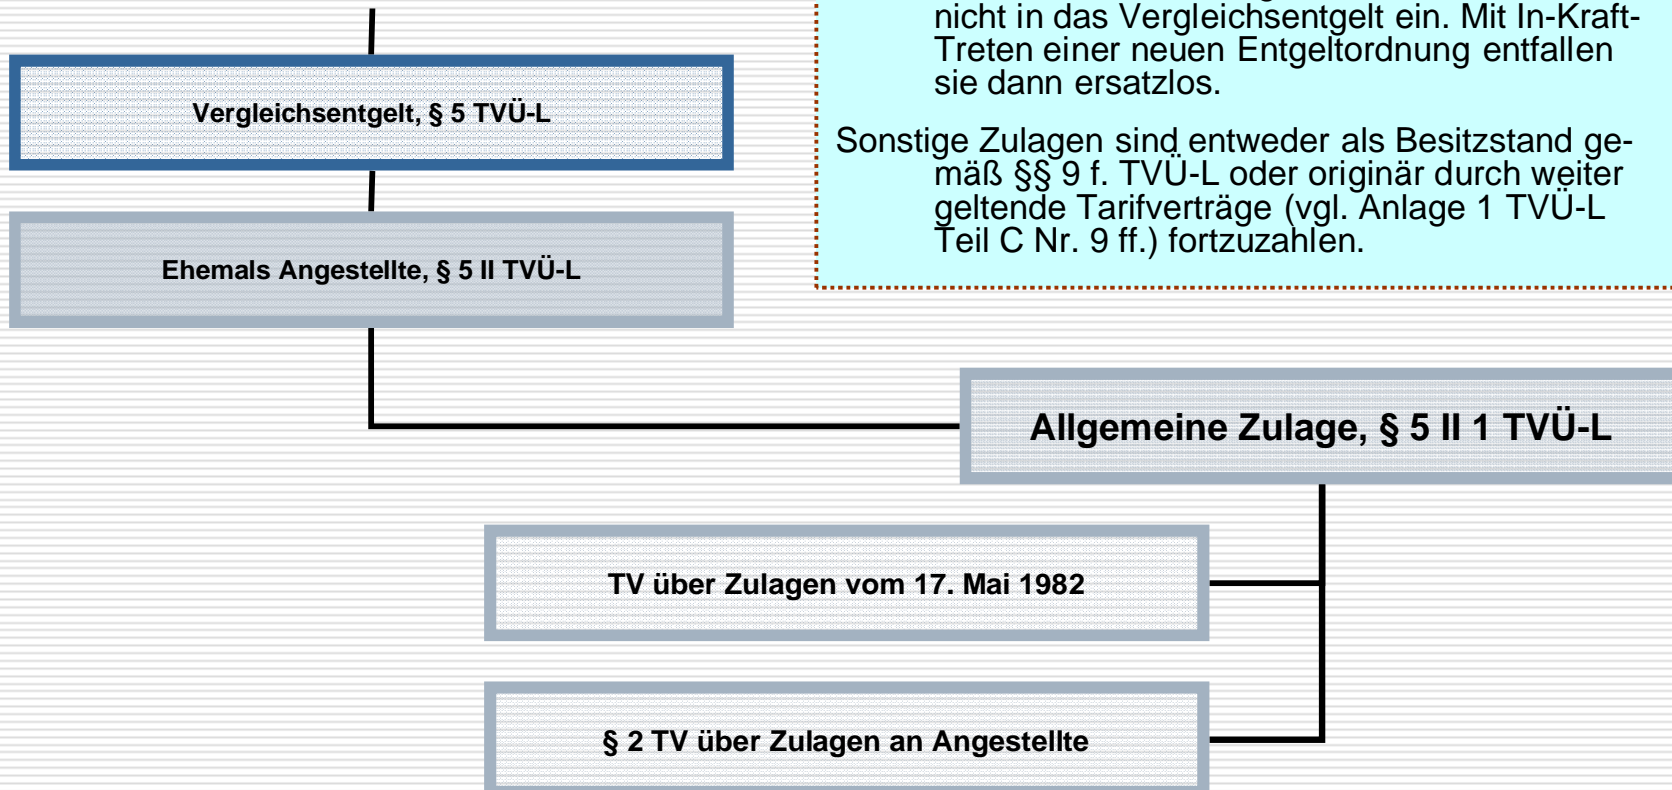 nicht in das Vergleichsentgelt ein. Mit In-Kraft-
Treten einer neuen Entgeltordnung entfallen
sie dann ersatzlos.
Sonstige Zulagen sind entweder als Besitzstand ge-
mäß §§ 9 f. TVÜ-L oder originär durch weiter
geltende Tarifverträge (vgl. Anlage 1 TVÜ-L
Teil C Nr. 9 ff.) fortzuzahlen.
Vergleichsentgelt, § 5 TVÜ-L
Ehemals Angestellte, § 5 II TVÜ-L
Allgemeine Zulage, § 5 II 1 TVÜ-L
TV über Zulagen vom 17. Mai 1982
§ 2 TV über Zulagen an Angestellte